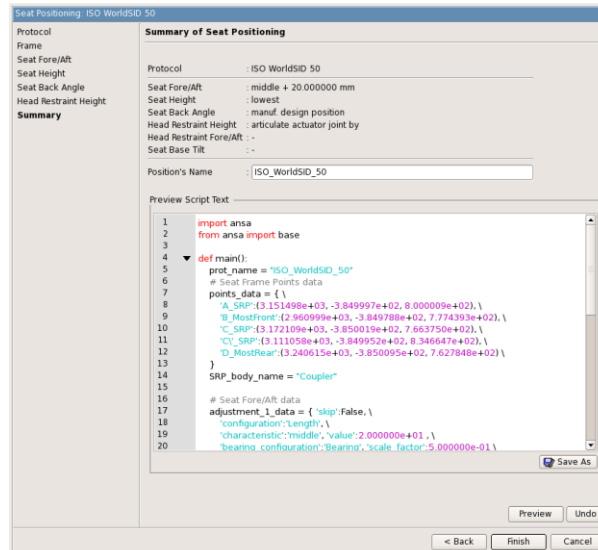 Seat Positioning: ISO WorldSID 50
Protocol
Frame
Seat Fore/Aft
Seat Height
Seat Back Angle
Head Restraint Height
Summary
Summary of Seat Positioning
Protocol : ISO WorldSID 50
Seat Fore/Aft : middle + 20.000000 mm
Seat Height : lowest
Seat Back Angle : manuf. design position
Head Restraint Height : articulate actuator joint by
Head Restraint Fore/Aft : -
Seat Base Tilt : -
Position's Name : ISO_WorldSID_50
Preview Script Text
1 import ansa
2 from ansa import base
3
4 def main():
5 prot_name = "ISO_WorldSID_50"
6 # Seat Frame Points data
7 points_data = { \
8 'A_SRP':(3.151498e+03, -3.849997e+02, 8.000009e+02), \
9 'B_MostFront':(2.960999e+03, -3.849788e+02, 7.774393e+02), \
10 'C_SRP':(3.172109e+03, -3.850019e+02, 7.663750e+02), \
11 'C\'_SRP':(3.111058e+03, -3.849952e+02, 8.346647e+02), \
12 'D_MostRear':(3.240615e+03, -3.850095e+02, 7.627848e+02) \
13 }
14 SRP_body_name = "Coupler"
15
16 # Seat Fore/Aft data
17 adjustment_1_data = { 'skip':False, \
18 'configuration':'Length', \
19 'characteristic':'middle', 'value':2.000000e+01 , \
20 'bearing_configuration':'Bearing', 'scale_factor':5.000000e-01 \
Save As
Preview
Undo
< Back
Finish
Cancel